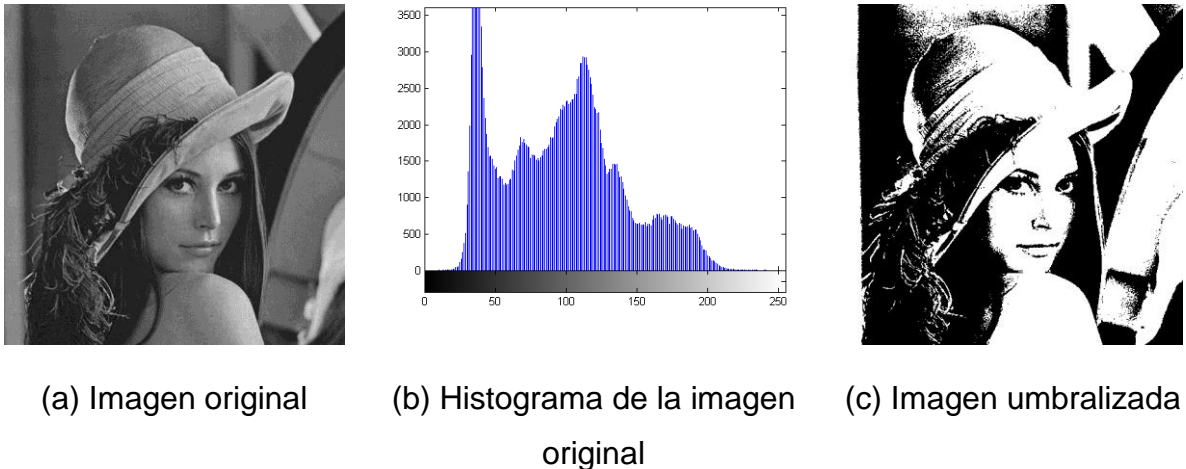 3500
3000
2500
2000
1500
1000
500
0
0 50 100 150 200 250
(a) Imagen original
(b) Histograma de la imagen
original
(c) Imagen umbralizada